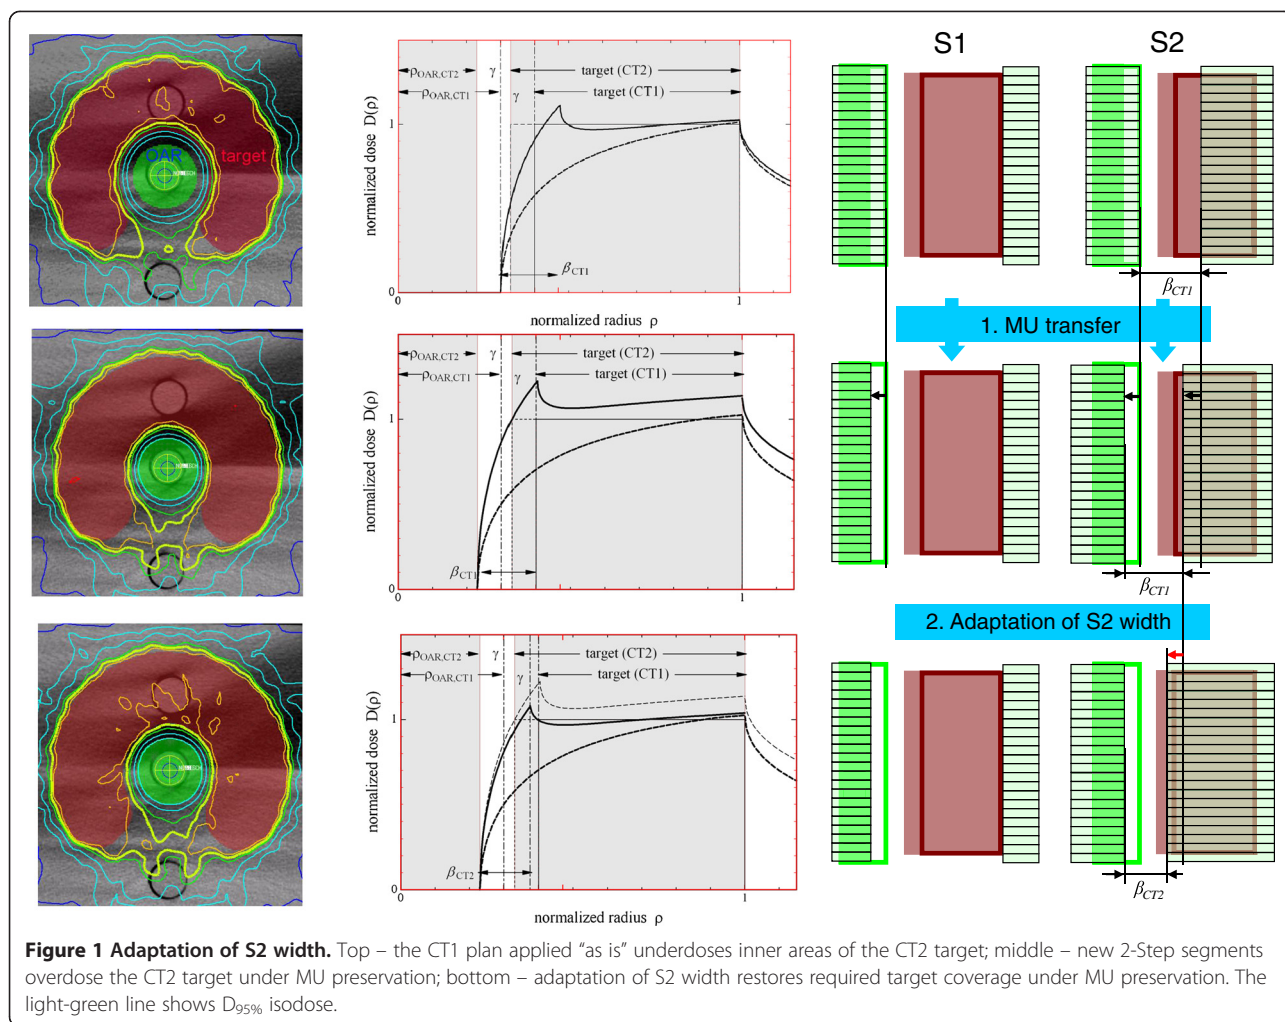 OAR
target
normalized dose D(ρ)
1
0
0
1
ρOAR,CT2
γ
target (CT2)
ρOAR,CT1
γ
target (CT1)
βCT1
normalized radius ρ
S1
S2
βCT1
1. MU transfer
normalized dose D(ρ)
1
0
0
1
ρOAR,CT2
γ
target (CT2)
ρOAR,CT1
γ
target (CT1)
βCT1
βCT1
2. Adaptation of S2 width
normalized dose D(ρ)
1
0
0
1
ρOAR,CT2
γ
target (CT2)
ρOAR,CT1
γ
target (CT1)
βCT2
normalized radius ρ
βCT2
Figure 1 Adaptation of S2 width. Top – the CT1 plan applied “as is” underdoses inner areas of the CT2 target; middle – new 2-Step segments
overdose the CT2 target under MU preservation; bottom – adaptation of S2 width restores required target coverage under MU preservation. The
light-green line shows D95% isodose.